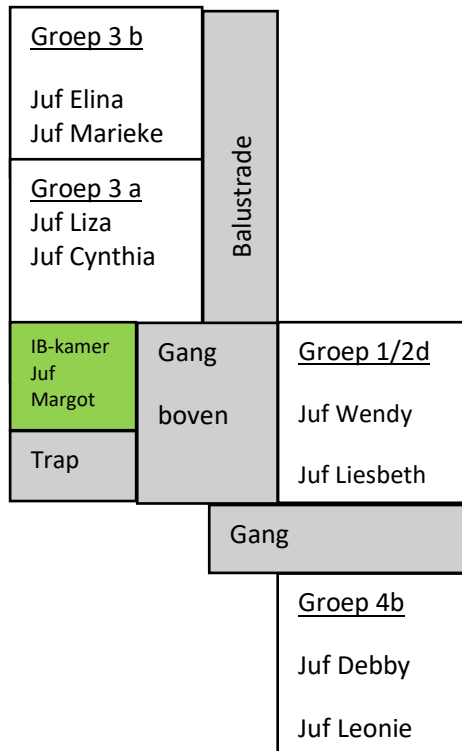 Groep 3 b
Juf Elina
Juf Marieke
Balustrade
Groep 3 a
Juf Liza
Juf Cynthia
IB-kamer
Juf
Margot
Trap
Gang
boven
Groep 1/2d
Juf Wendy
Juf Liesbeth
Gang
Groep 4b
Juf Debby
Juf Leonie